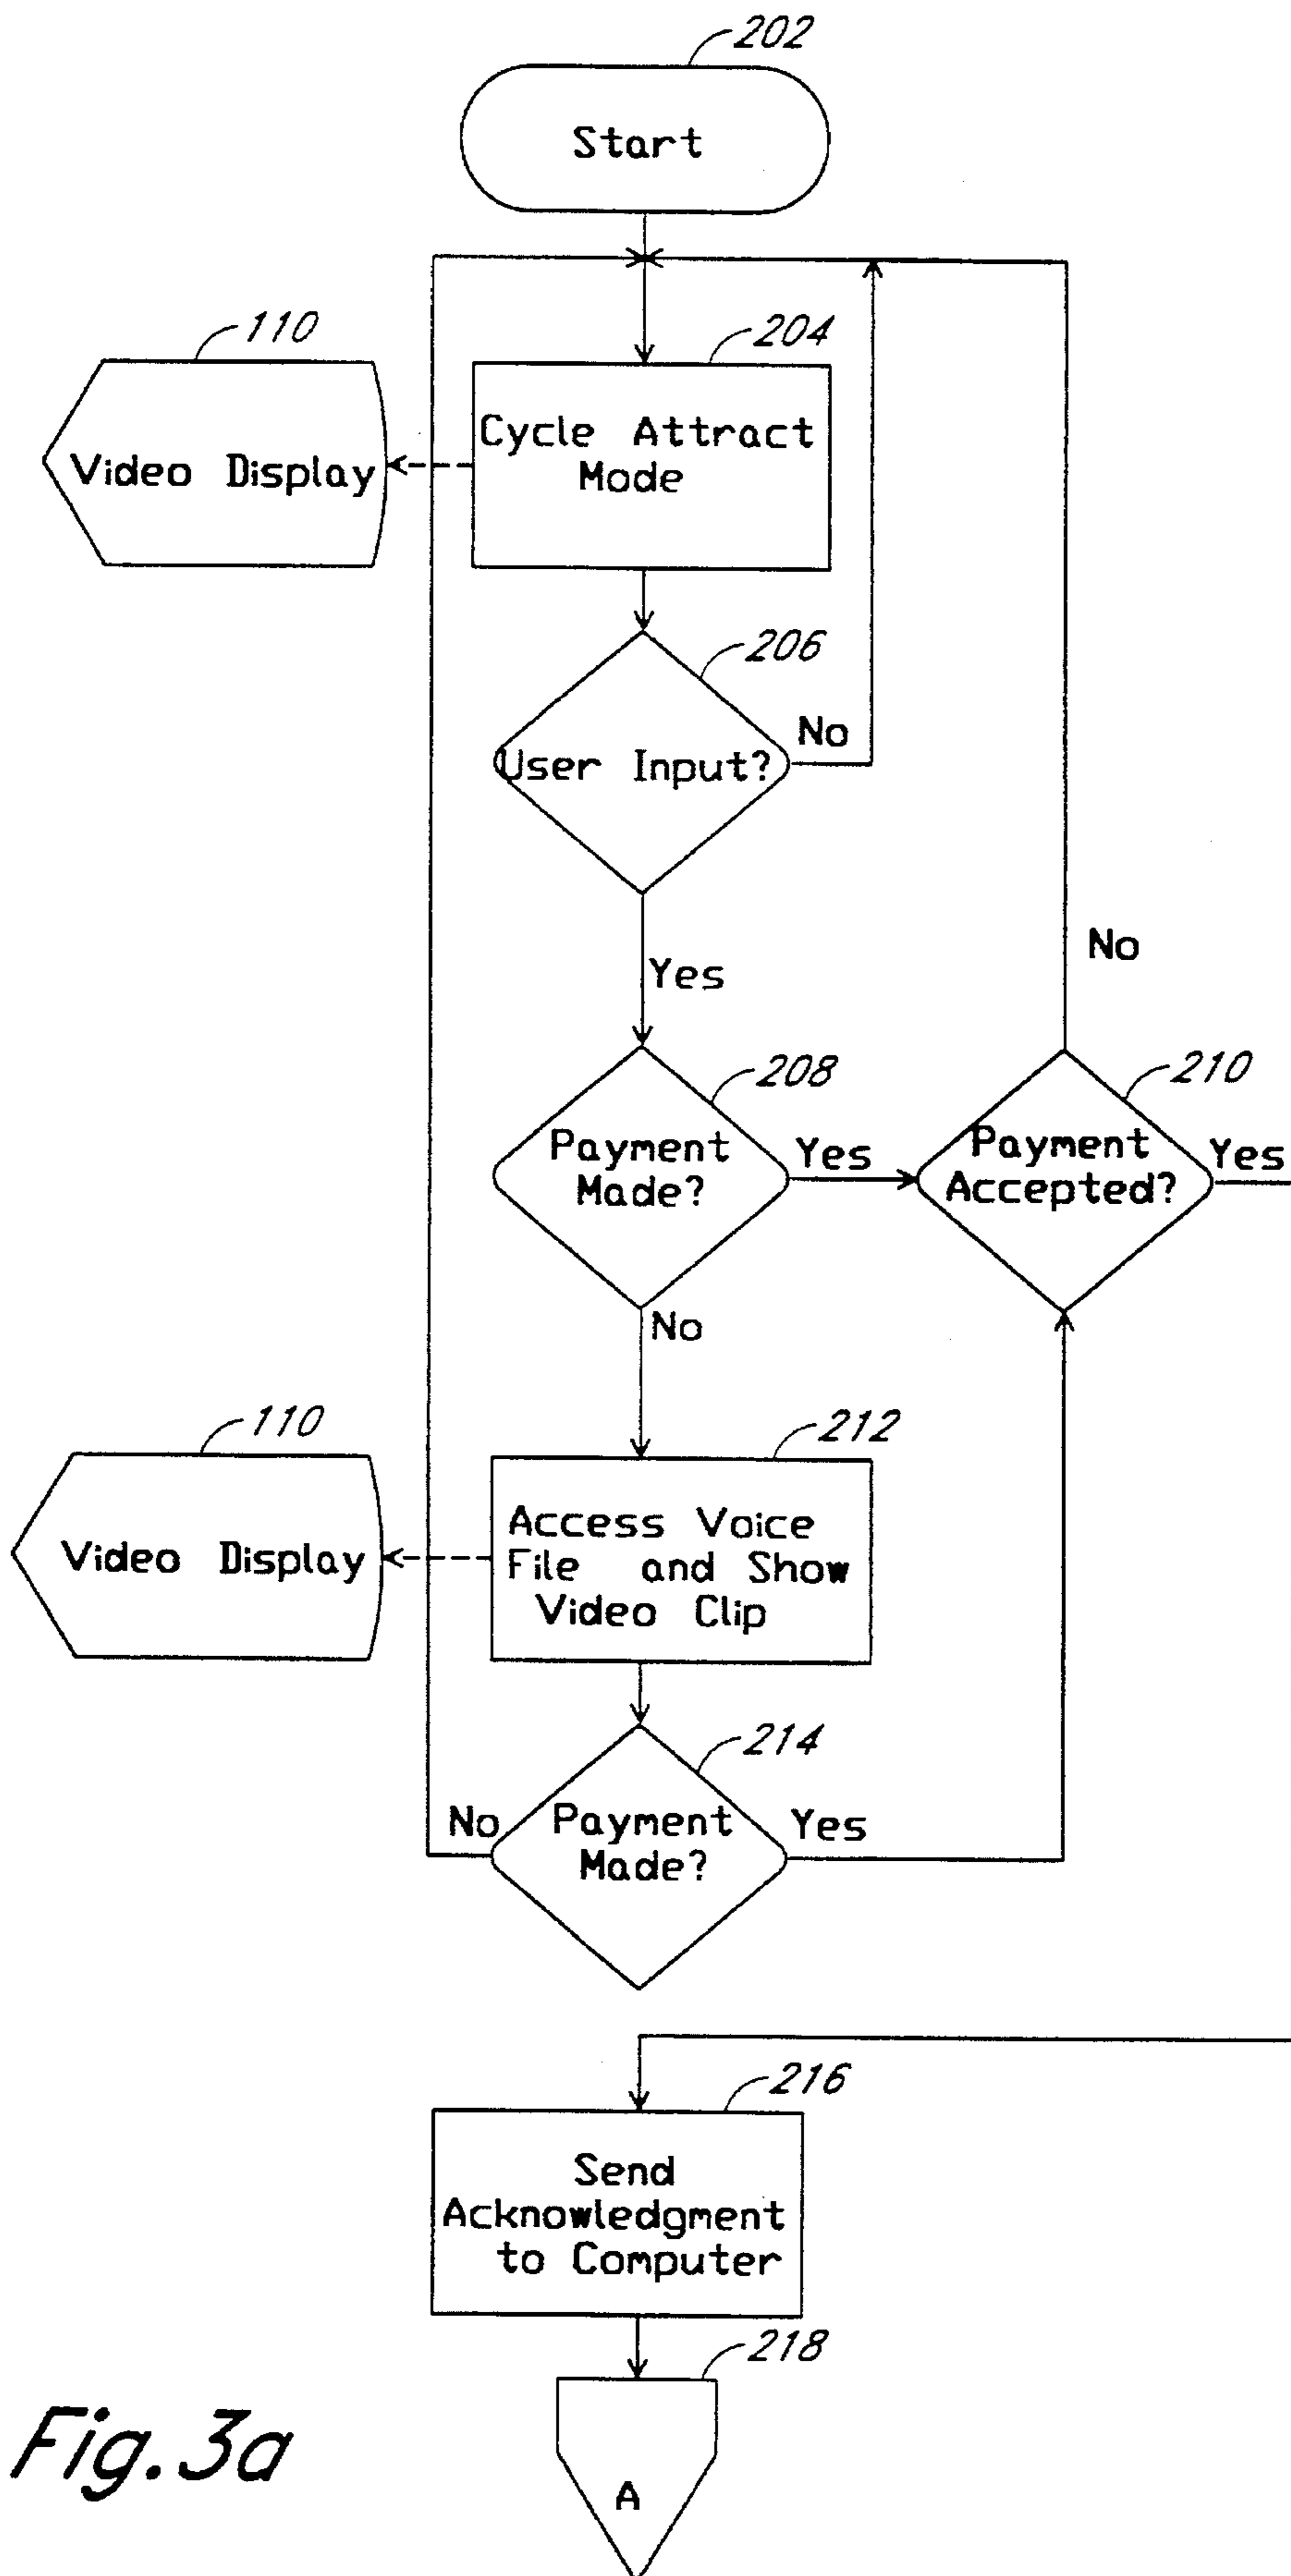 202
Start
110
204
Cycle Attract
Mode
Video Display
206
No
User Input?
Yes
No
208
210
Payment
Made?
Yes
Payment
Accepted?
Yes
No
110
212
Access Voice
File and Show
Video Clip
Video Display
214
No
Payment
Made?
Yes
216
Send
Acknowledgment
to Computer
218
A
Fig. 3a